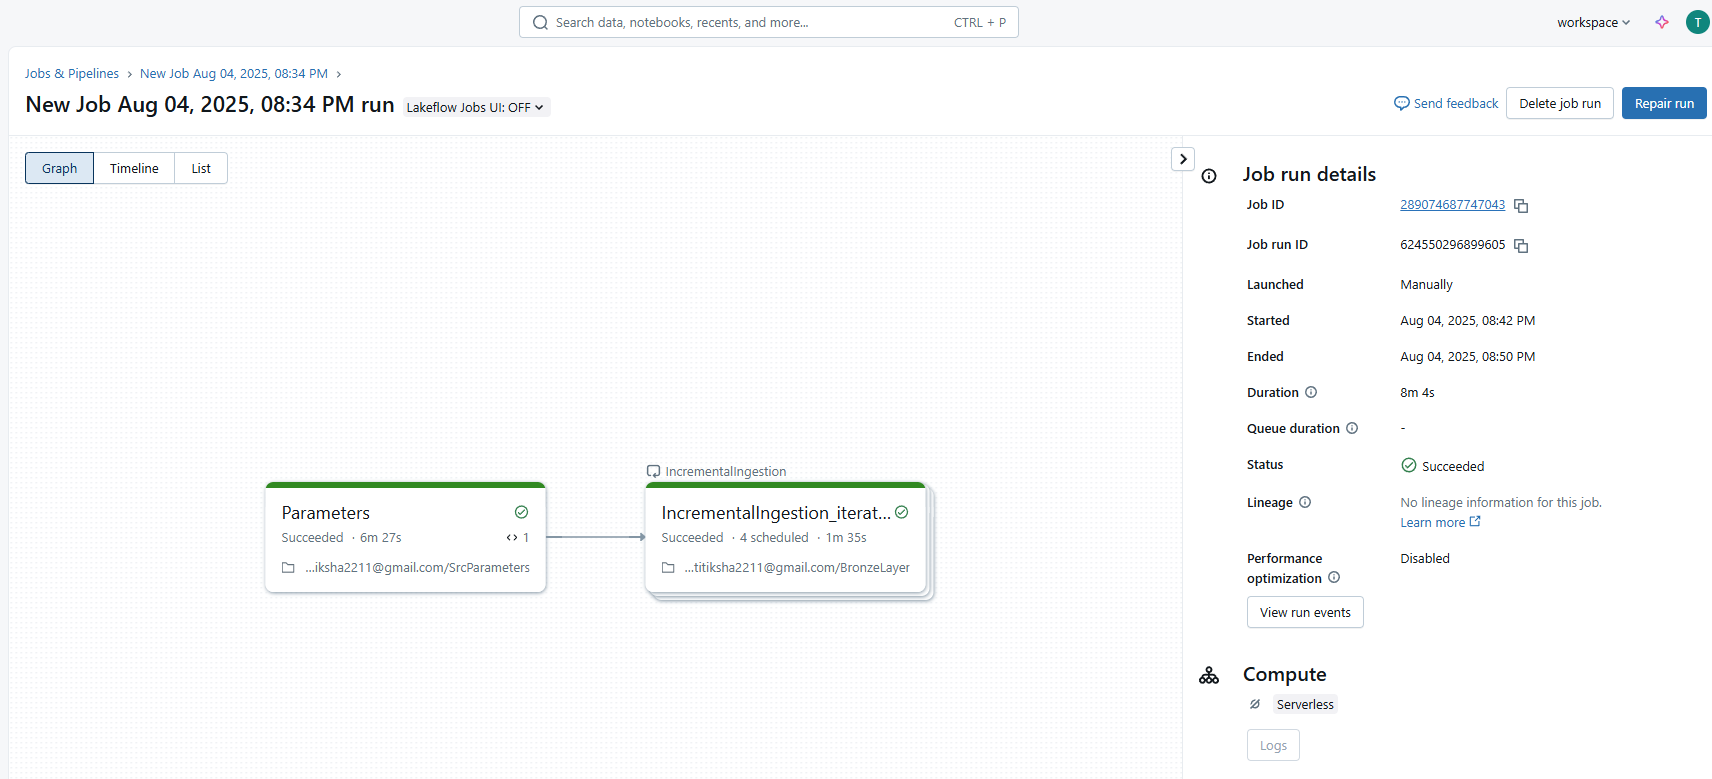 Search data, notebooks, recents, and more... CTRL + P
workspace
T
Jobs & Pipelines › New Job Aug 04, 2025, 08:34 PM ›
New Job Aug 04, 2025, 08:34 PM run
Lakeflow Jobs UI: OFF
Send feedback
Delete job run
Repair run
Graph
Timeline
List
IncrementalIngestion
Parameters
Succeeded · 6m 27s
1
...iksha2211@gmail.com/SrcParameters
IncrementalIngestion_iterat...
Succeeded · 4 scheduled · 1m 35s
...titiksha2211@gmail.com/BronzeLayer
Job run details
Job ID 289074687747043
Job run ID 624550296899605
Launched Manually
Started Aug 04, 2025, 08:42 PM
Ended Aug 04, 2025, 08:50 PM
Duration 8m 4s
Queue duration -
Status Succeeded
Lineage No lineage information for this job.
Learn more
Performance Disabled
optimization
View run events
Compute
Serverless
Logs